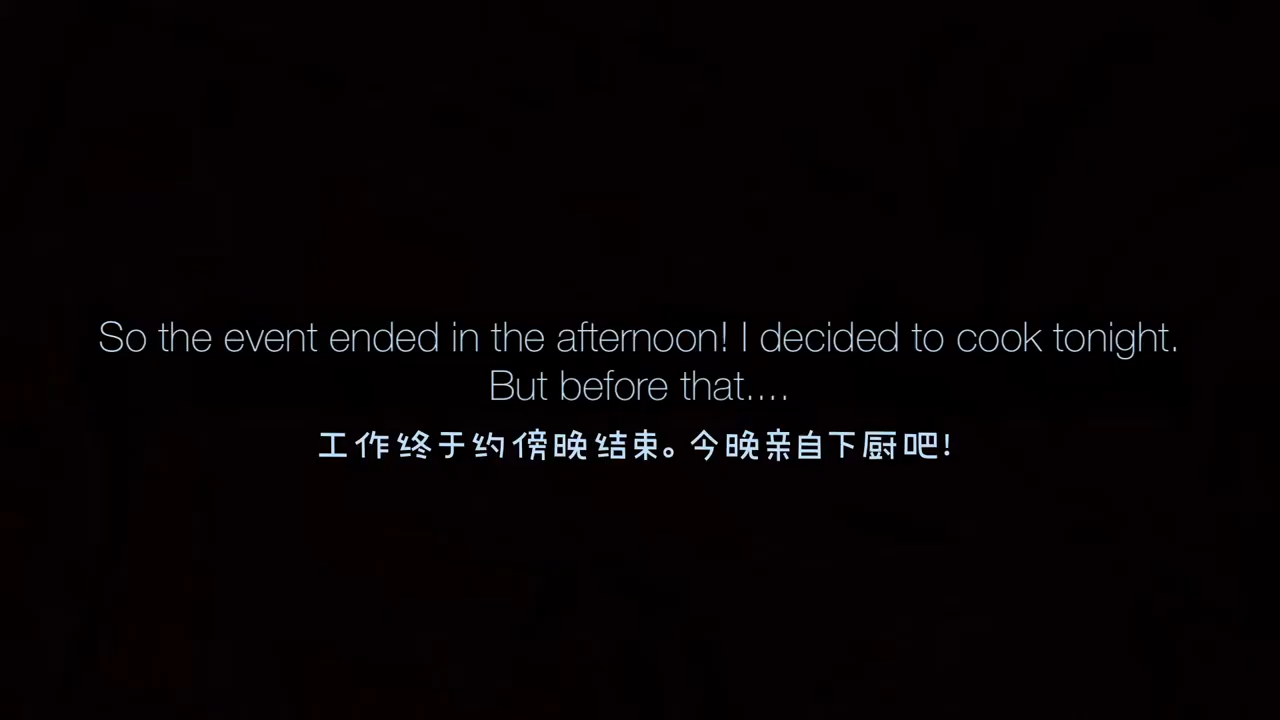 So the event ended in the afternoon! I decided to cook tonight.
But before that....
工作终于约傍晚结束。今晚亲自下厨吧!